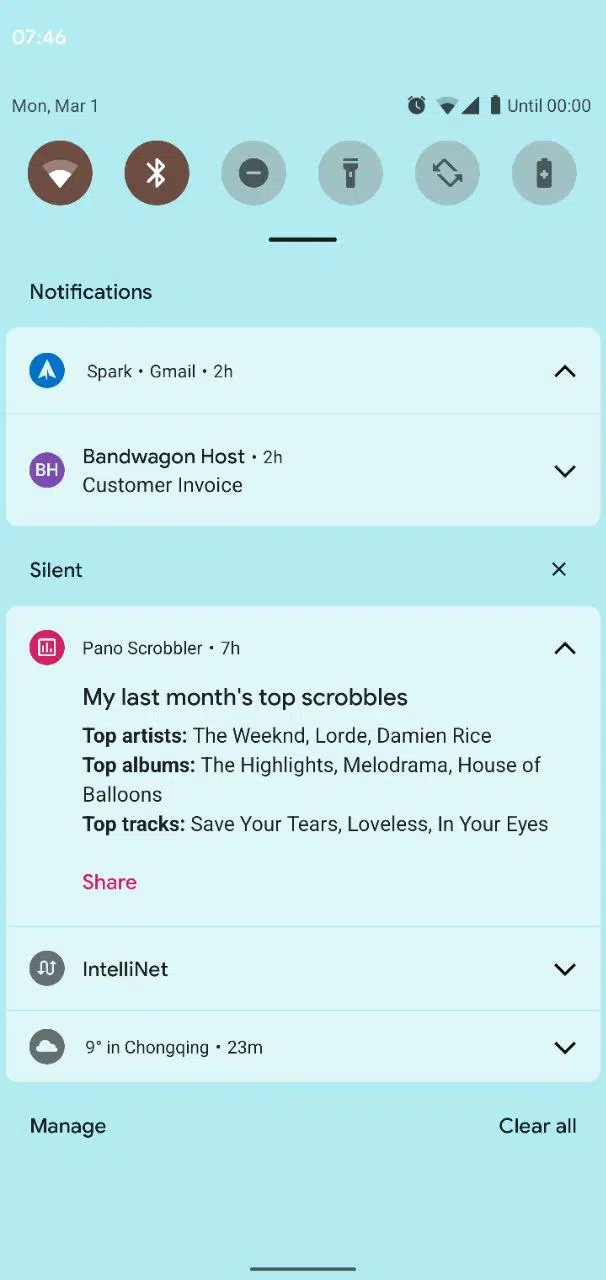 07:46
Mon, Mar 1
Until 00:00
Notifications
Spark • Gmail • 2h
BH
Bandwagon Host • 2h
Customer Invoice
Silent
Pano Scrobbler • 7h
My last month's top scrobbles
Top artists: The Weeknd, Lorde, Damien Rice
Top albums: The Highlights, Melodrama, House of
Balloons
Top tracks: Save Your Tears, Loveless, In Your Eyes
Share
IntelliNet
9° in Chongqing • 23m
Manage
Clear all